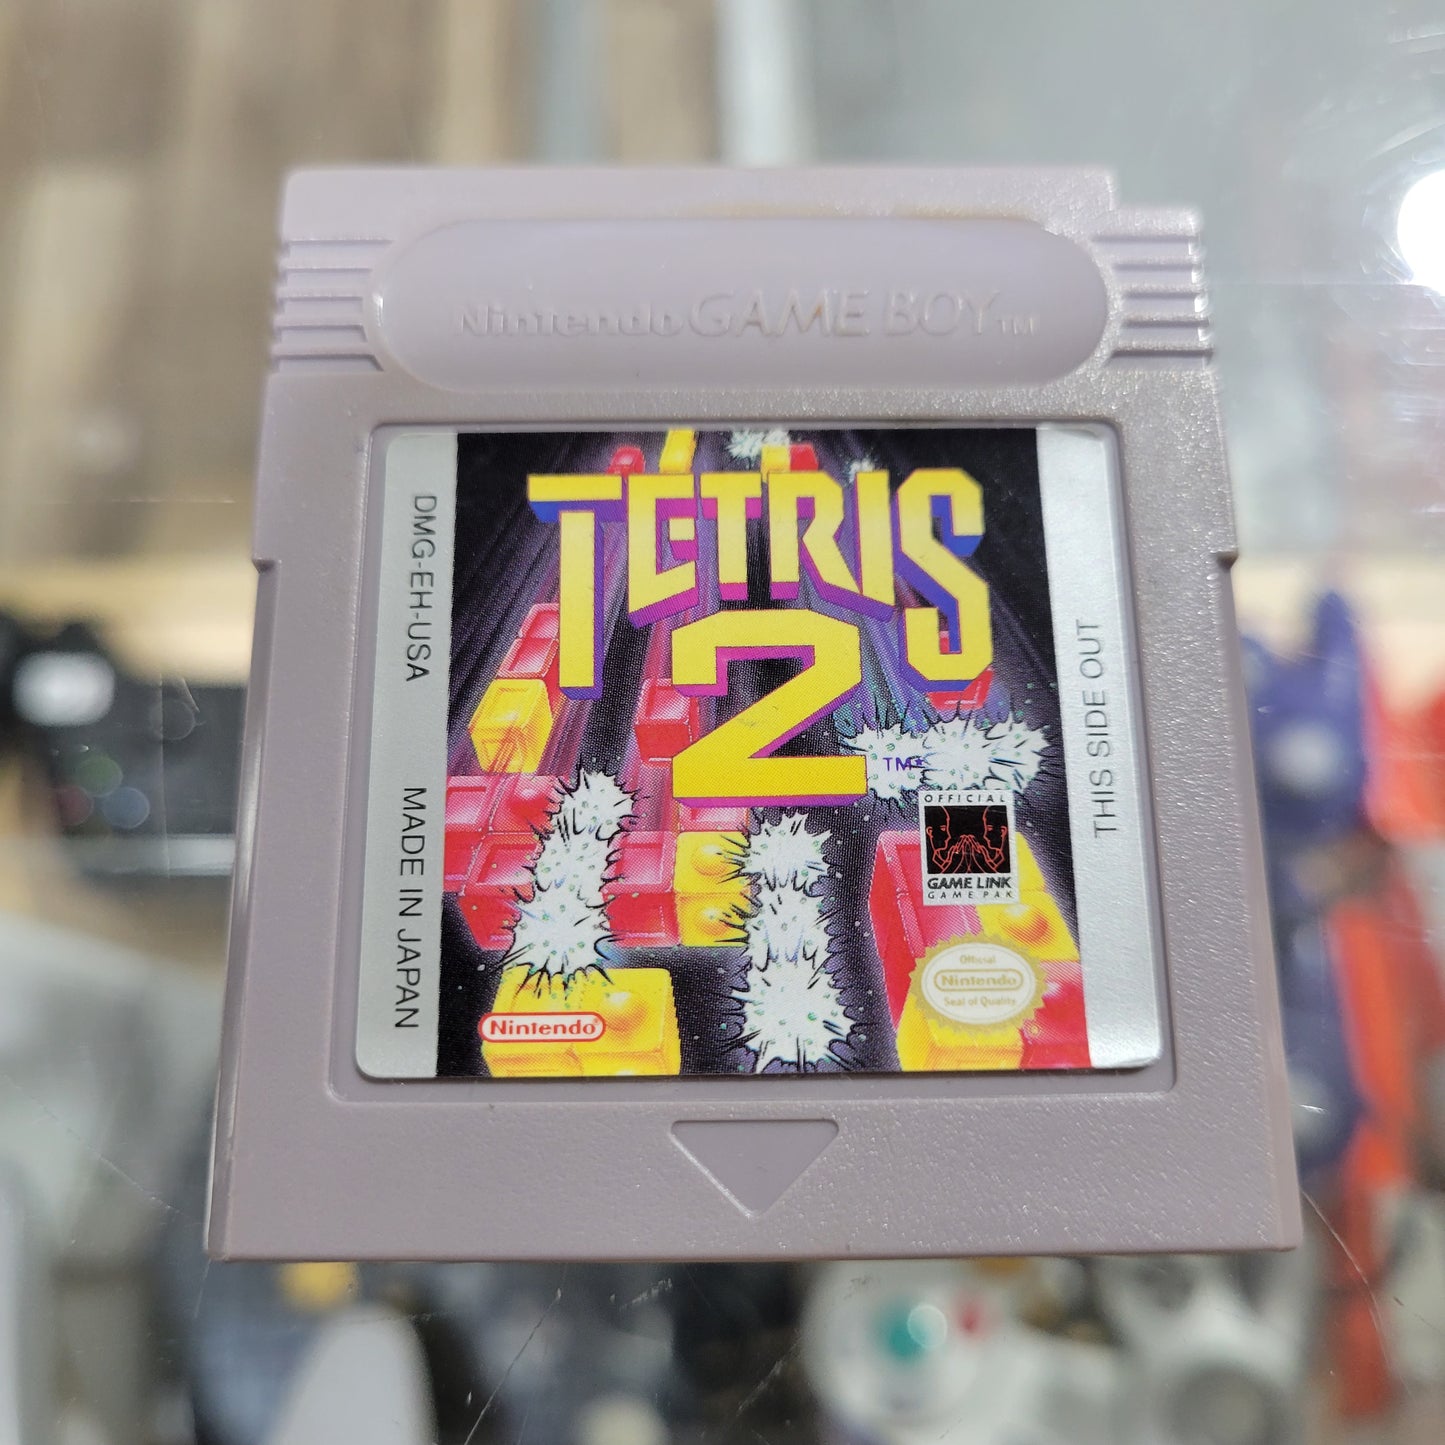 Nintendo GAME BOY TM
DMG-EH-USA MADE IN JAPAN
TETRIS
2
TM*
OFFICIAL
GAME LINK
GAME PAK
Official
Nintendo
Seal of Quality
Nintendo®
THIS SIDE OUT